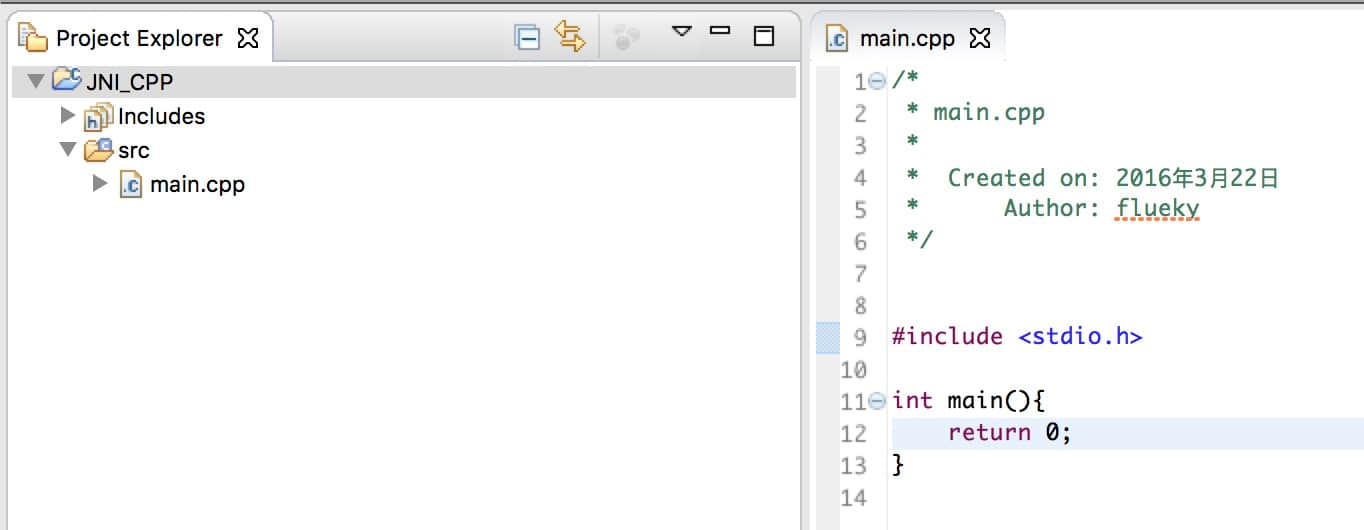 Project Explorer
JNI_CPP
Includes
src
main.cpp
main.cpp
1 /*
2  * main.cpp
3  *
4  *  Created on: 2016年3月22日
5  *      Author: flueky
6  */
7
8
9 #include <stdio.h>
10
11 int main(){
12     return 0;
13 }
14